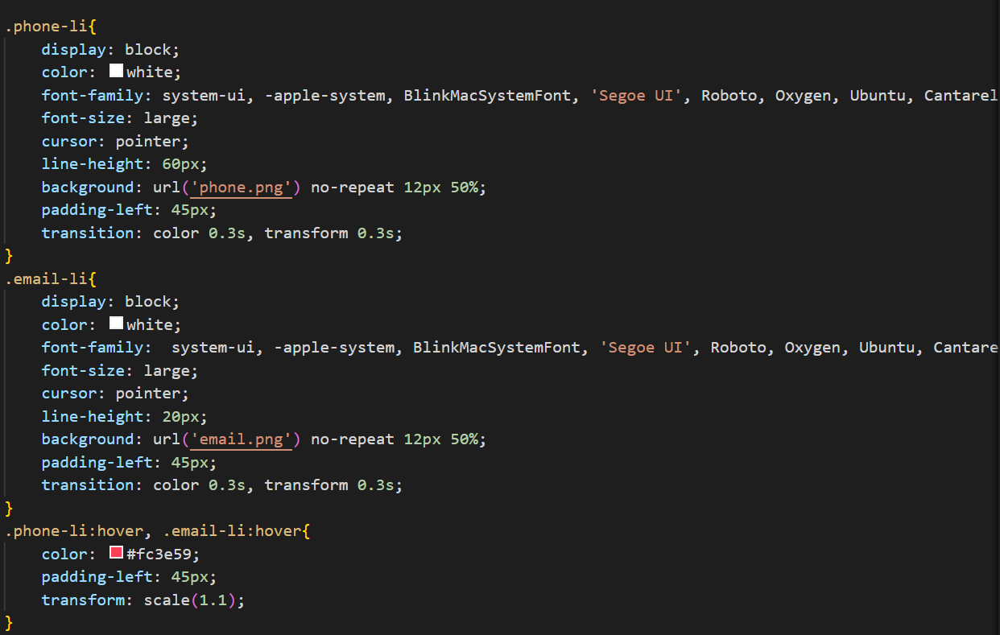 .phone-li{
    display: block;
    color: white;
    font-family: system-ui, -apple-system, BlinkMacSystemFont, 'Segoe UI', Roboto, Oxygen, Ubuntu, Cantarel
    font-size: large;
    cursor: pointer;
    line-height: 60px;
    background: url('phone.png') no-repeat 12px 50%;
    padding-left: 45px;
    transition: color 0.3s, transform 0.3s;
}
.email-li{
    display: block;
    color: white;
    font-family:  system-ui, -apple-system, BlinkMacSystemFont, 'Segoe UI', Roboto, Oxygen, Ubuntu, Cantare
    font-size: large;
    cursor: pointer;
    line-height: 20px;
    background: url('email.png') no-repeat 12px 50%;
    padding-left: 45px;
    transition: color 0.3s, transform 0.3s;
}
.phone-li:hover, .email-li:hover{
    color: #fc3e59;
    padding-left: 45px;
    transform: scale(1.1);
}